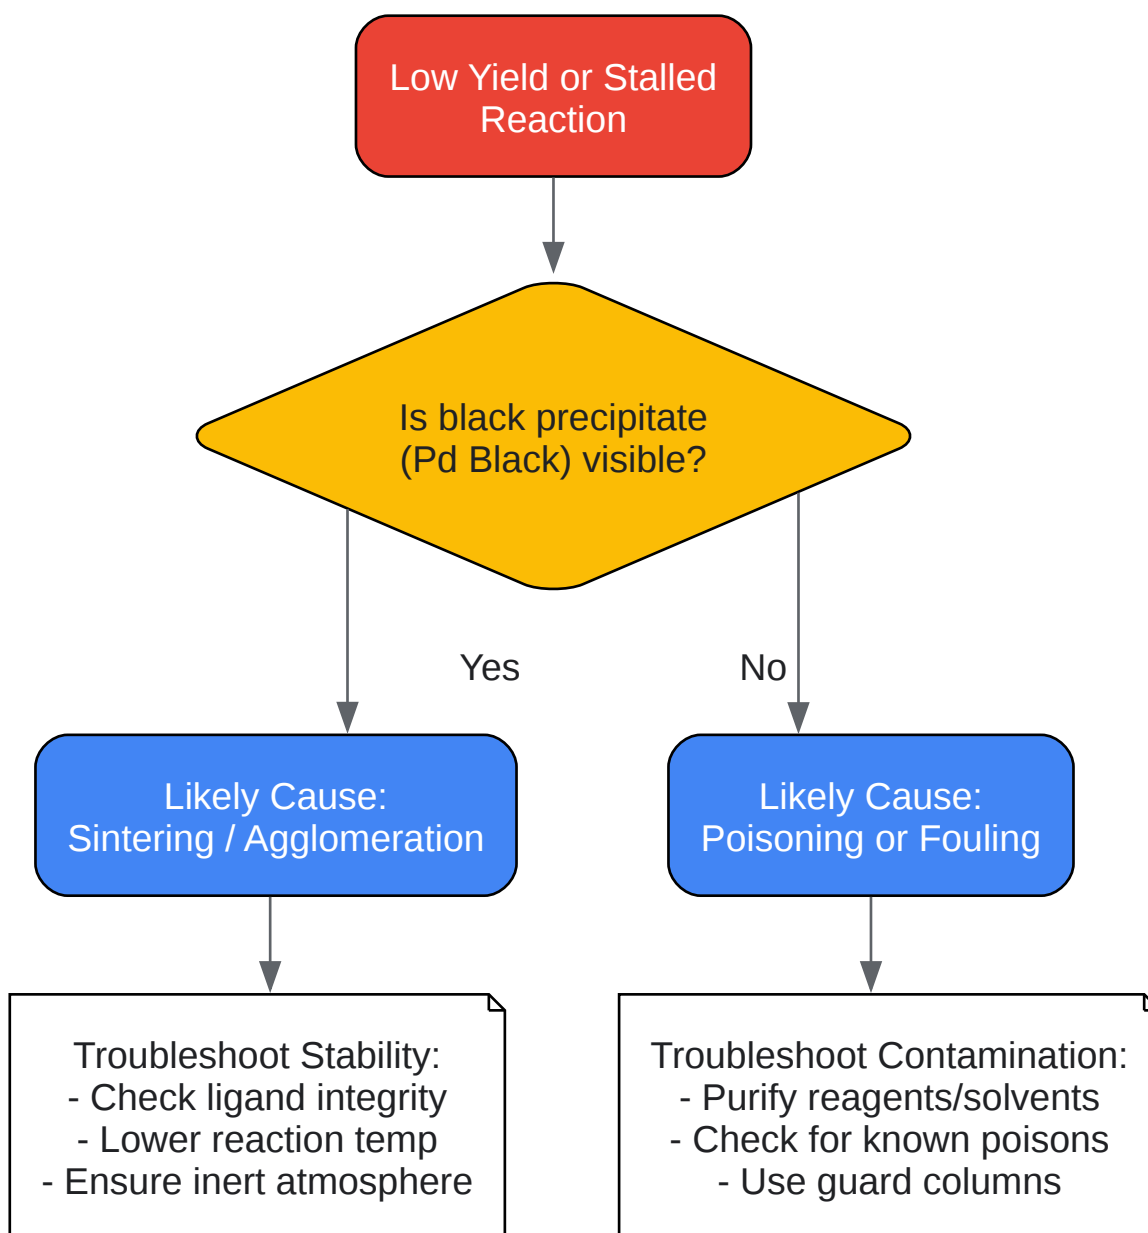 Low Yield or Stalled
Reaction
Is black precipitate
(Pd Black) visible?
Yes
No
Likely Cause:
Sintering / Agglomeration
Likely Cause:
Poisoning or Fouling
Troubleshoot Stability:
- Check ligand integrity
- Lower reaction temp
- Ensure inert atmosphere
Troubleshoot Contamination:
- Purify reagents/solvents
- Check for known poisons
- Use guard columns